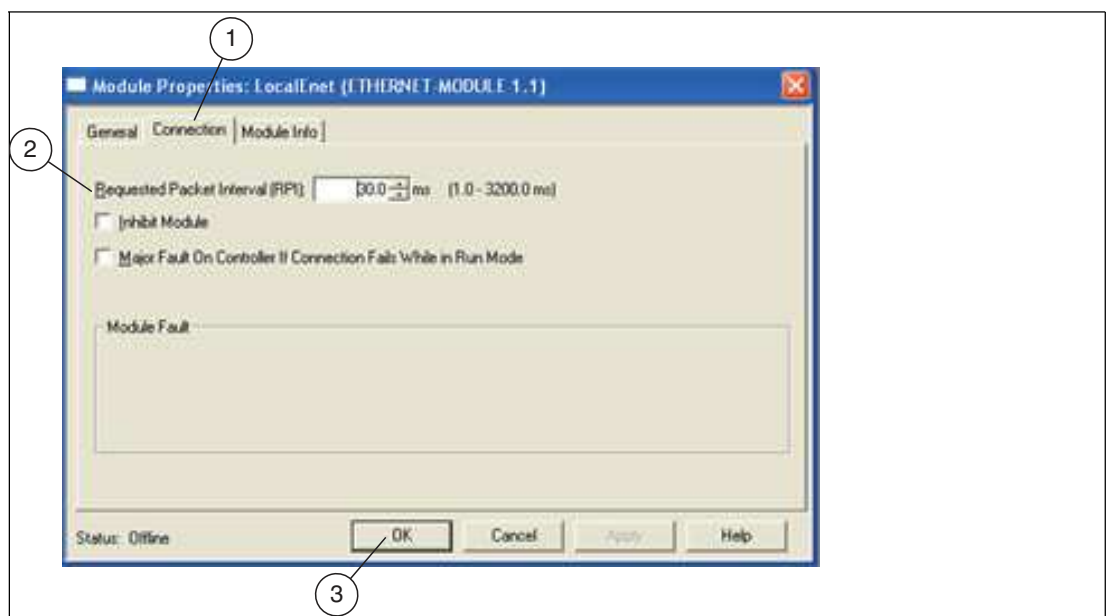 1
Module Properties: LocalEnet (ETHERNET-MODULE 1.1)
General Connection Module Info
2
Requested Packet Interval (RPI): 30.0 ms (1.0 - 3200.0 ms)
Inhibit Module
Major Fault On Controller If Connection Fails While in Run Mode
Module Fault
Status: Offline OK Cancel Apply Help
3